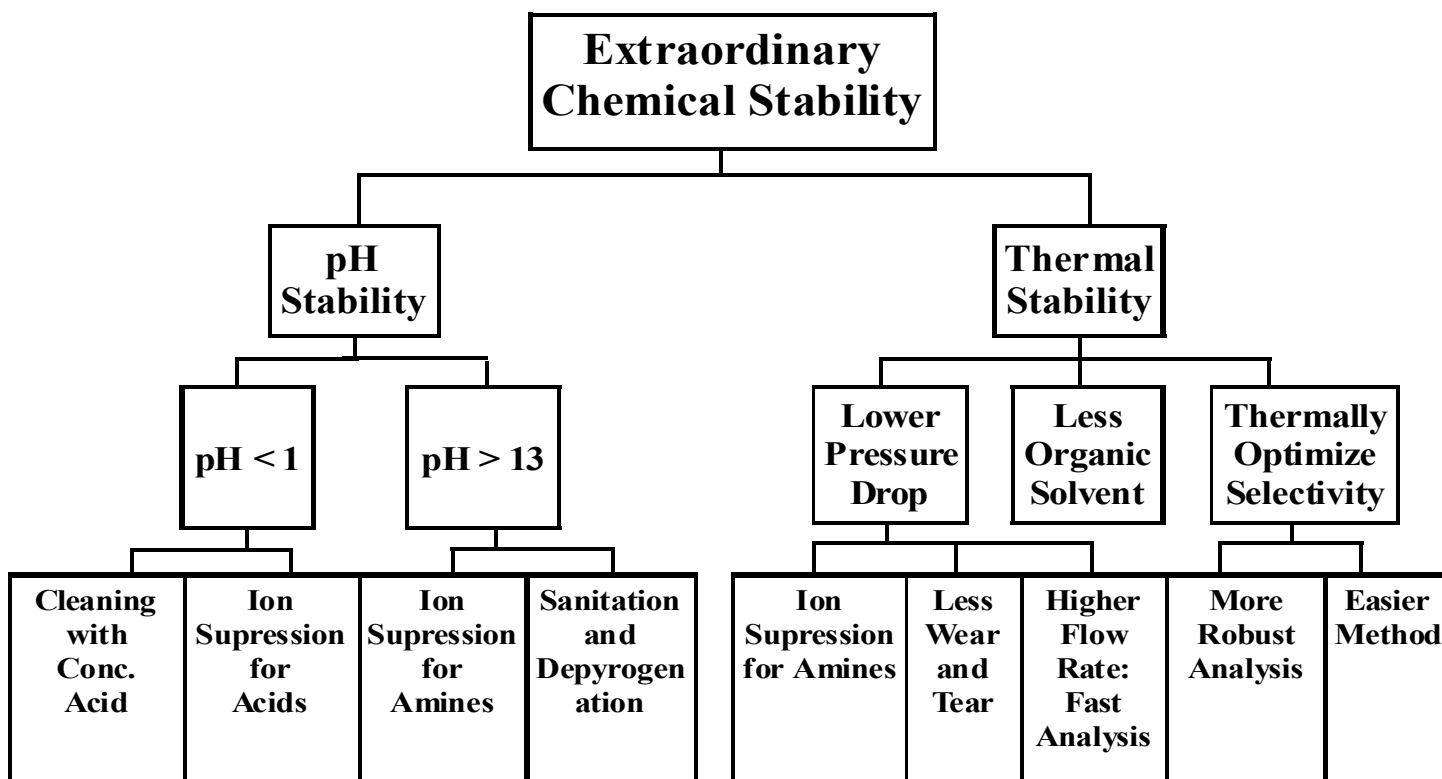 Extraordinary
Chemical Stability
pH
Stability
Thermal
Stability
pH < 1
pH > 13
Lower
Pressure
Drop
Less
Organic
Solvent
Thermally
Optimize
Selectivity
Cleaning
with
Conc.
Acid
Ion
Supression
for
Acids
Ion
Supression
for
Amines
Sanitation
and
Depyrogen
ation
Ion
Supression
for Amines
Less
Wear
and
Tear
Higher
Flow
Rate:
Fast
Analysis
More
Robust
Analysis
Easier
Method